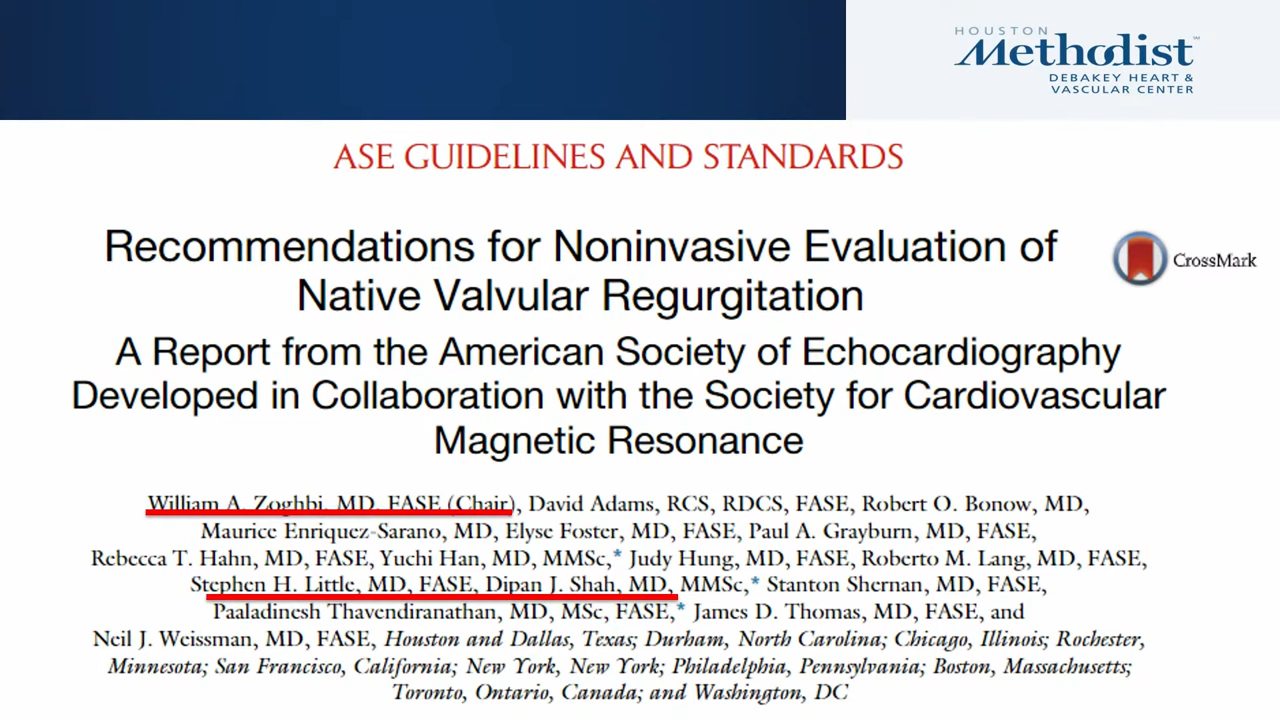 HOUSTON
Methodist™
DEBAKEY HEART &
VASCULAR CENTER
ASE GUIDELINES AND STANDARDS
Recommendations for Noninvasive Evaluation of
Native Valvular Regurgitation
CrossMark
A Report from the American Society of Echocardiography
Developed in Collaboration with the Society for Cardiovascular
Magnetic Resonance
William A. Zoghbi, MD, FASE (Chair), David Adams, RCS, RDCS, FASE, Robert O. Bonow, MD,
Maurice Enriquez-Sarano, MD, Elyse Foster, MD, FASE, Paul A. Grayburn, MD, FASE,
Rebecca T. Hahn, MD, FASE, Yuchi Han, MD, MMSc,* Judy Hung, MD, FASE, Roberto M. Lang, MD, FASE,
Stephen H. Little, MD, FASE, Dipan J. Shah, MD, MMSc,* Stanton Shernan, MD, FASE,
Paaladinesh Thavendiranathan, MD, MSc, FASE,* James D. Thomas, MD, FASE, and
Neil J. Weissman, MD, FASE, Houston and Dallas, Texas; Durham, North Carolina; Chicago, Illinois; Rochester,
Minnesota; San Francisco, California; New York, New York; Philadelphia, Pennsylvania; Boston, Massachusetts;
Toronto, Ontario, Canada; and Washington, DC